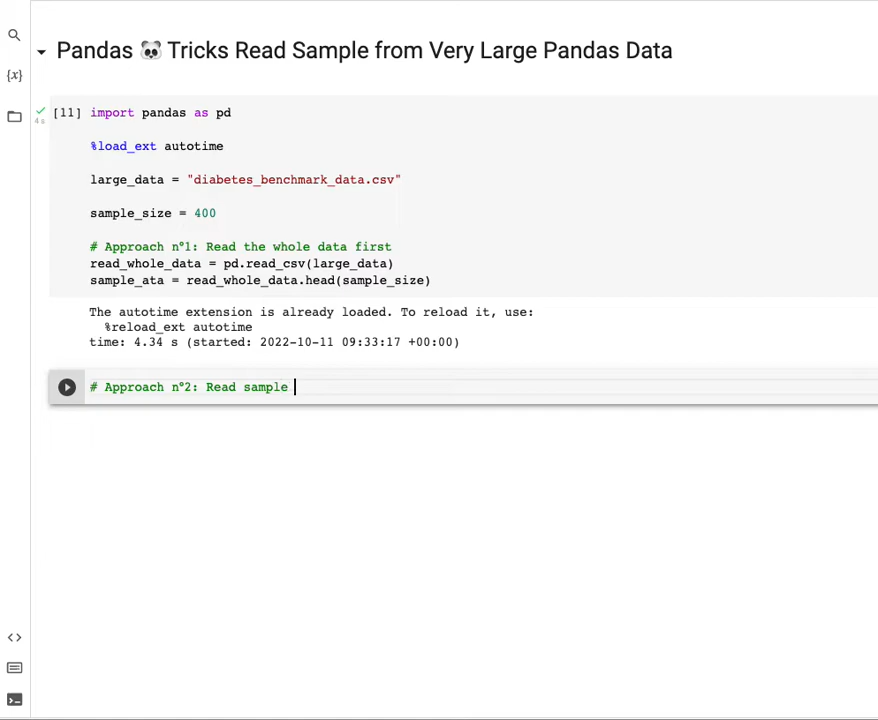 Pandas 🐼 Tricks Read Sample from Very Large Pandas Data
{x}
[11] import pandas as pd
4 s
%load_ext autotime
large_data = "diabetes_benchmark_data.csv"
sample_size = 400
# Approach n°1: Read the whole data first
read_whole_data = pd.read_csv(large_data)
sample_ata = read_whole_data.head(sample_size)
The autotime extension is already loaded. To reload it, use:
%reload_ext autotime
time: 4.34 s (started: 2022-10-11 09:33:17 +00:00)
# Approach n°2: Read sample